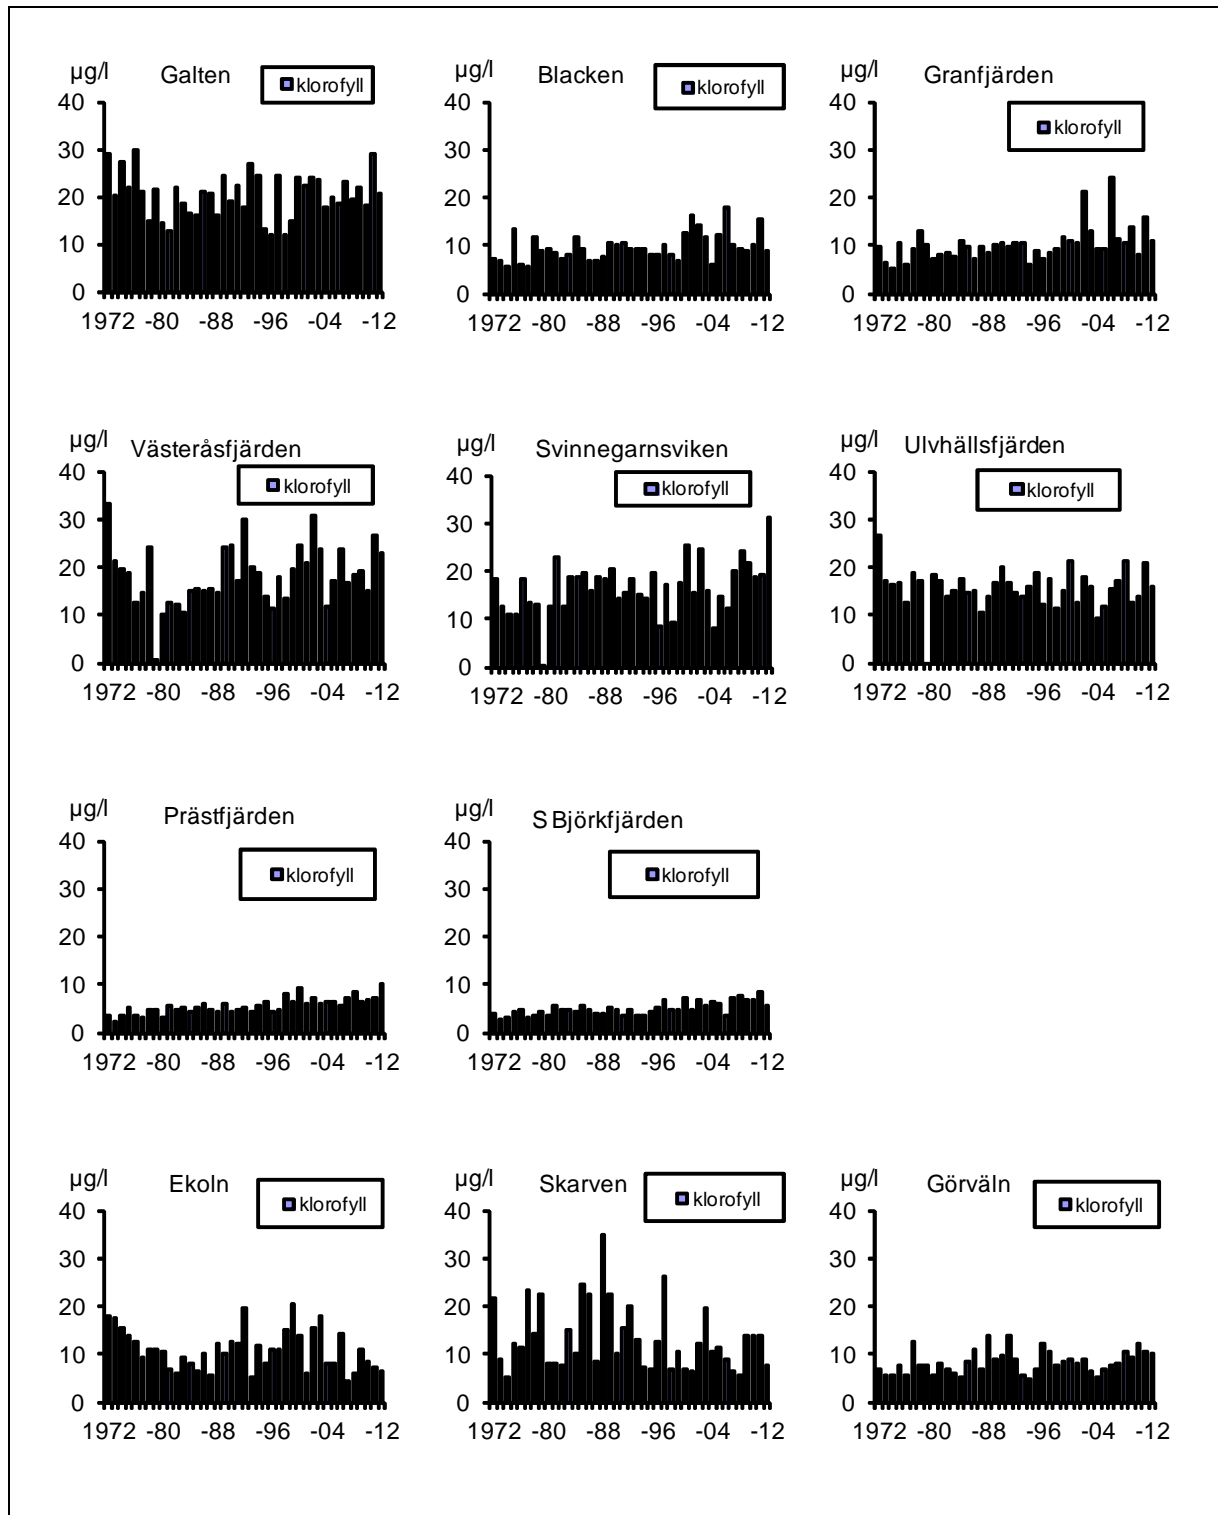 µg/l Galten klorofyll
40
30
20
10
0
1972 -80 -88 -96 -04 -12
µg/l Blacken klorofyll
40
30
20
10
0
1972 -80 -88 -96 -04 -12
µg/l Granfjärden
klorofyll
40
30
20
10
0
1972 -80 -88 -96 -04 -12
µg/l Västeråsfjärden
klorofyll
40
30
20
10
0
1972 -80 -88 -96 -04 -12
µg/l Svinnegarnsviken
klorofyll
40
30
20
10
0
1972 -80 -88 -96 -04 -12
µg/l Ulvhällsfjärden
klorofyll
40
30
20
10
0
1972 -80 -88 -96 -04 -12
µg/l Prästfjärden
klorofyll
40
30
20
10
0
1972 -80 -88 -96 -04 -12
µg/l S Björkfjärden
klorofyll
40
30
20
10
0
1972 -80 -88 -96 -04 -12
µg/l Ekoln klorofyll
40
30
20
10
0
1972 -80 -88 -96 -04 -12
µg/l Skarven klorofyll
40
30
20
10
0
1972 -80 -88 -96 -04 -12
µg/l Görväln klorofyll
40
30
20
10
0
1972 -80 -88 -96 -04 -12